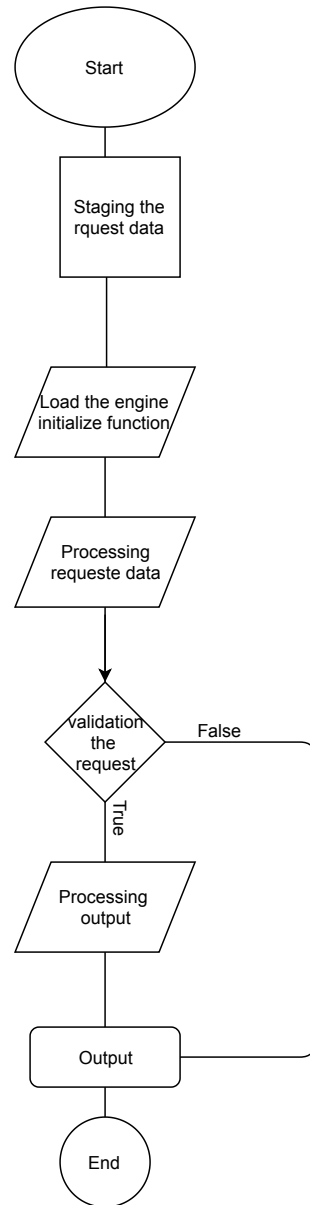 Start
Staging the
rquest data
Load the engine
initialize function
Processing
requeste data
validation
the
request
False
True
Processing
output
Output
End